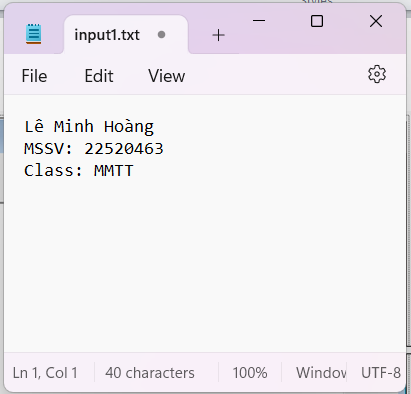 input1.txt
File Edit View
Lê Minh Hoàng
MSSV: 22520463
Class: MMTT
Ln 1, Col 1 40 characters 100% Window UTF-8